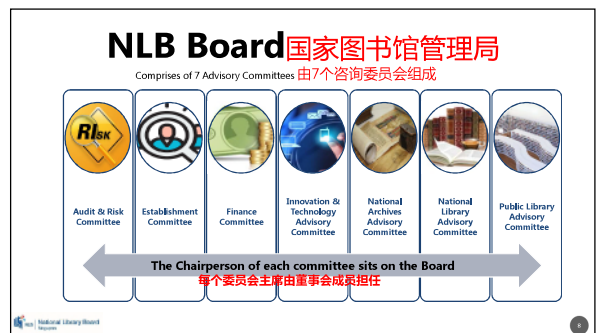 NLB Board国家图书馆管理局
Comprises of 7 Advisory Committees 由7个咨询委员会组成
RISK
Audit & Risk
Committee
Establishment
Committee
Finance
Committee
Innovation &
Technology
Advisory
Committee
National
Archives
Advisory
Committee
National
Library
Advisory
Committee
Public Library
Advisory
Committee
The Chairperson of each committee sits on the Board
每个委员会主席由董事会成员担任
National Library Board
Singapore
8